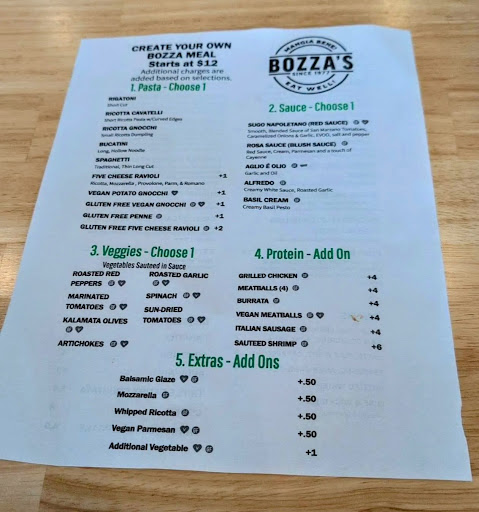 CREATE YOUR OWN
BOZZA MEAL
Starts at $12
Additional charges are
added based on selections.
MANGIA BENE!
BOZZA'S
SINCE 1977
EAT WELL!
1. Pasta - Choose 1
RIGATONI
Short Cut
RICOTTA CAVATELLI
Short Ricotta Pasta w/Curved Edges
RICOTTA GNOCCHI
Short Ricotta Dumpling
BUCATINI
Long, Hollow Noodle
SPAGHETTI
Traditional, Thin Long Cut
FIVE CHEESE RAVIOLI +1
Ricotta, Mozzarella, Provolone, Parm, & Romano
VEGAN POTATO GNOCCHI +1
GLUTEN FREE VEGAN GNOCCHI +1
GLUTEN FREE PENNE +1
GLUTEN FREE FIVE CHEESE RAVIOLI +2
2. Sauce - Choose 1
SUGO NAPOLETANO (RED SAUCE)
Smooth, Blended Sauce of San Marzano Tomatoes,
Caramelized Onions & Garlic, EVOO, salt and pepper
ROSA SAUCE (BLUSH SAUCE)
Red Sauce, Cream, Parmesan and a touch of
Cayenne
AGLIO É OLIO
Garlic and Oil
ALFREDO
Creamy White Sauce, Roasted Garlic
BASIL CREAM
Creamy Basil Pesto
3. Veggies - Choose 1
Vegetables Sauteed in Sauce
ROASTED RED
PEPPERS
MARINATED
TOMATOES
KALAMATA OLIVES
ARTICHOKES
ROASTED GARLIC
SPINACH
SUN-DRIED
TOMATOES
4. Protein - Add On
GRILLED CHICKEN +4
MEATBALLS (4) +4
BURRATA +4
VEGAN MEATBALLS +4
ITALIAN SAUSAGE +4
SAUTEED SHRIMP +6
5. Extras - Add Ons
Balsamic Glaze +.50
Mozzarella +.50
Whipped Ricotta +.50
Vegan Parmesan +.50
Additional Vegetable +1